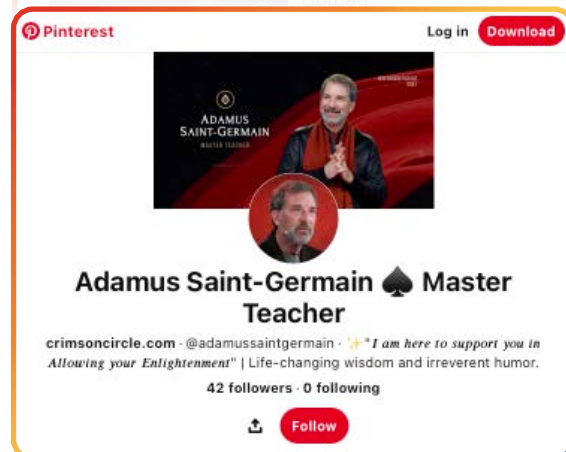 Pinterest
Log in
Download
ADAMUS
SAINT-GERMAIN
MASTER TEACHER
Adamus Saint-Germain ♠ Master
Teacher
crimsoncircle.com · @adamussaintgermain · ✨"I am here to support you in
Allowing your Enlightenment" | Life-changing wisdom and irreverent humor.
42 followers · 0 following
Follow